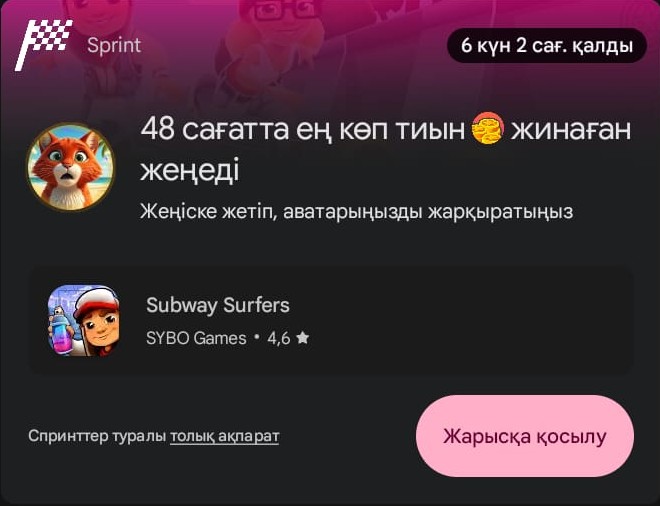 Sprint
6 күн 2 сағ. қалды
48 сағатта ең көп тиын жинаған
жеңеді
Жеңіске жетіп, аватарыңызды жарқыратыңыз
Subway Surfers
SYBO Games • 4,6 ★
Спринттер туралы толық ақпарат
Жарысқа қосылу